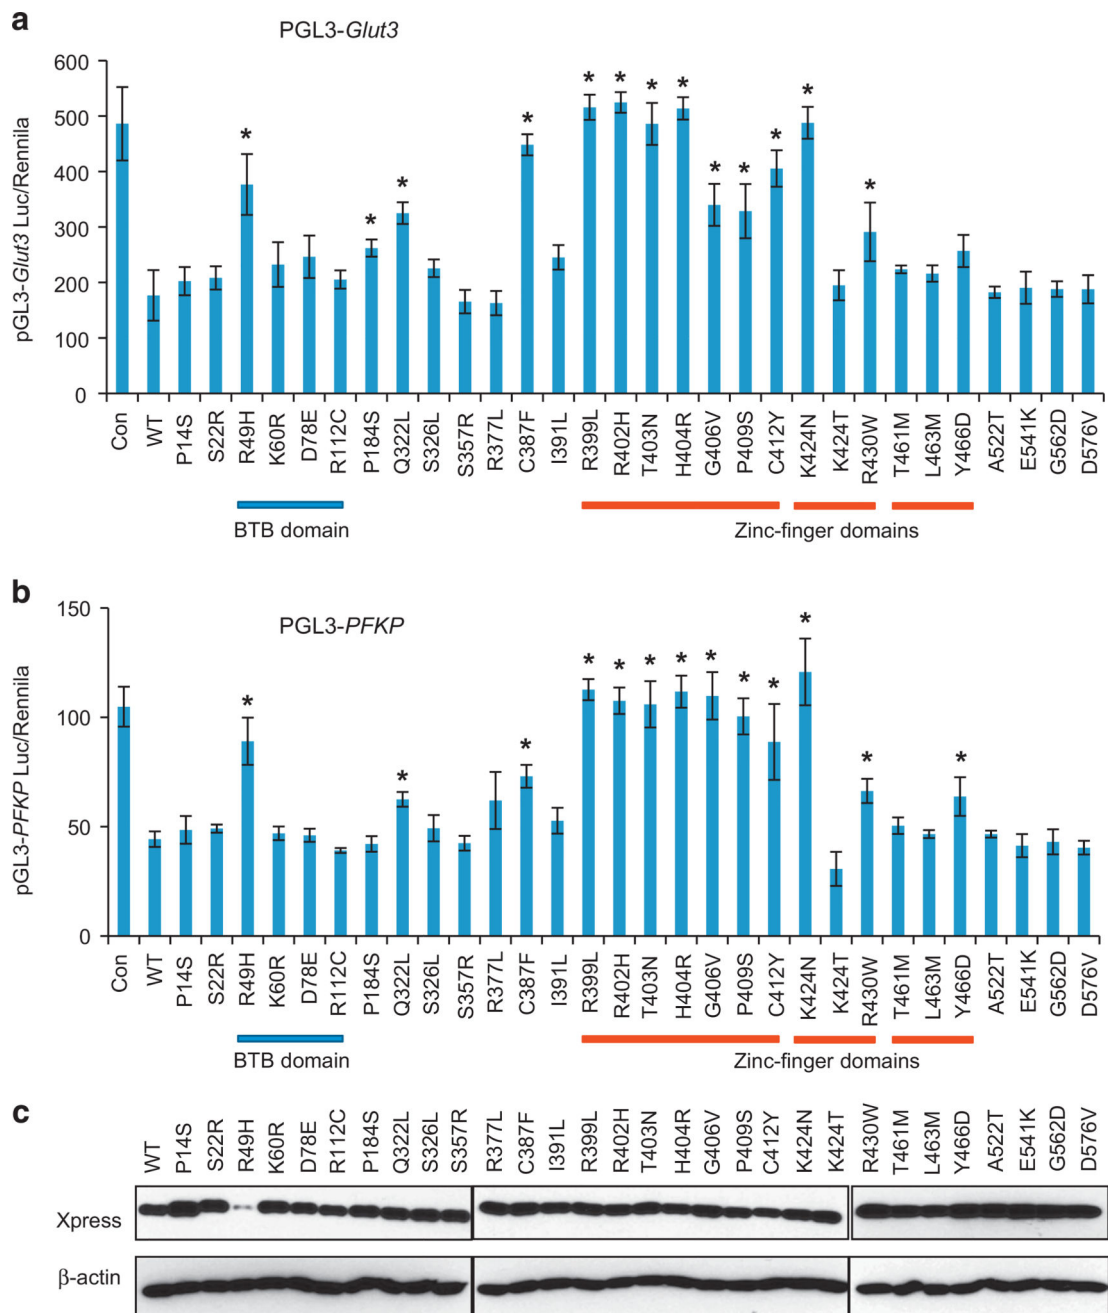 a
PGL3-Glut3
pGL3-Glut3 Luc/Rennila
600
500
400
300
200
100
0
* * * * * * * * * * * * *
Con WT P14S S22R R49H K60R D78E R112C P184S Q322L S326L S357R R377L C387F I391L R399L R402H T403N H404R G406V P409S C412Y K424N K424T R430W T461M L463M Y466D A522T E541K G562D D576V
BTB domain Zinc-finger domains
b
PGL3-PFKP
pGL3-PFKP Luc/Rennila
150
100
50
0
* * * * * * * * * * * * *
Con WT P14S S22R R49H K60R D78E R112C P184S Q322L S326L S357R R377L C387F I391L R399L R402H T403N H404R G406V P409S C412Y K424N K424T R430W T461M L463M Y466D A522T E541K G562D D576V
BTB domain Zinc-finger domains
c
WT P14S S22R R49H K60R D78E R112C P184S Q322L S326L S357R R377L C387F I391L R399L R402H T403N H404R G406V P409S C412Y K424N K424T R430W T461M L463M Y466D A522T E541K G562D D576V
Xpress
β-actin